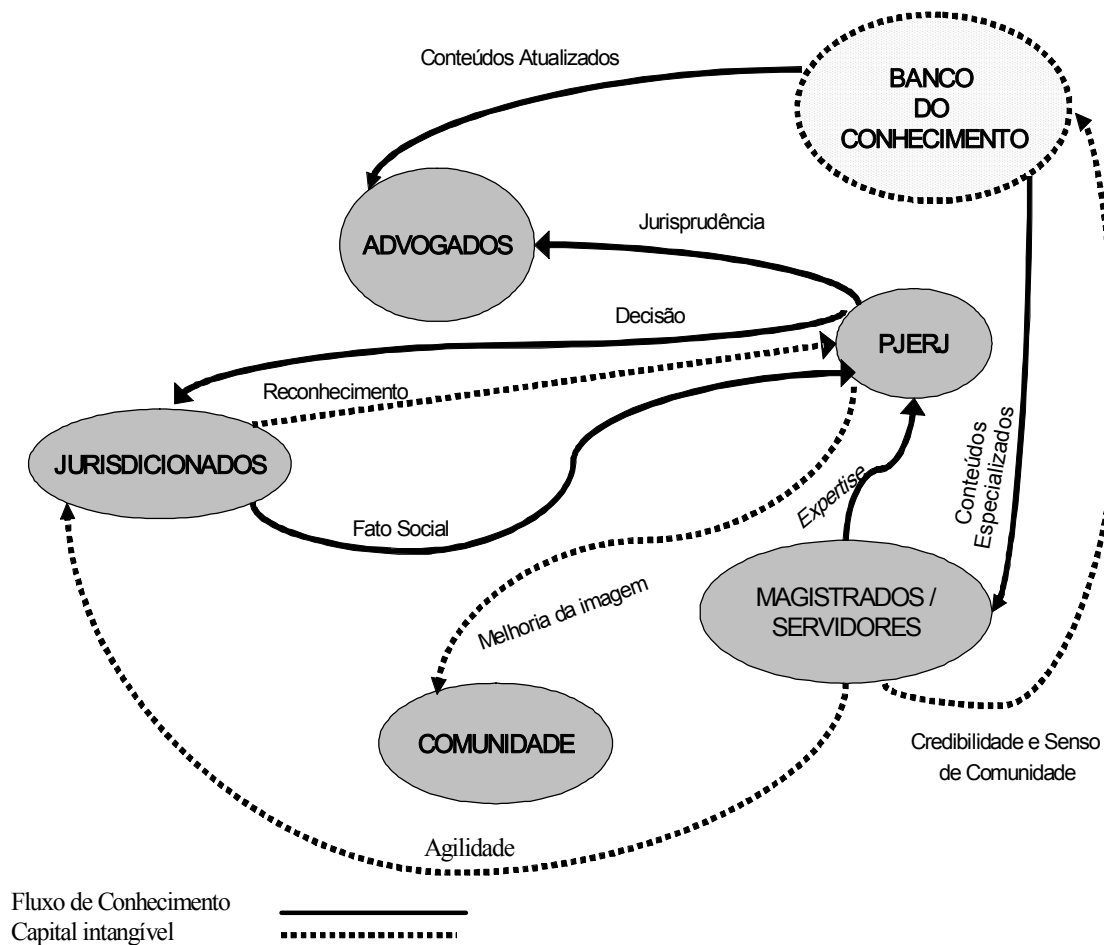 Conteúdos Atualizados
BANCO
DO
CONHECIMENTO
ADVOGADOS
Jurisprudência
Decisão
PJERJ
Reconhecimento
JURISDICIONADOS
Fato Social
Expertise
Conteúdos
Especializados
MAGISTRADOS /
SERVIDORES
Melhoria da imagem
COMUNIDADE
Credibilidade e Senso
de Comunidade
Agilidade
Fluxo de Conhecimento
Capital intangível